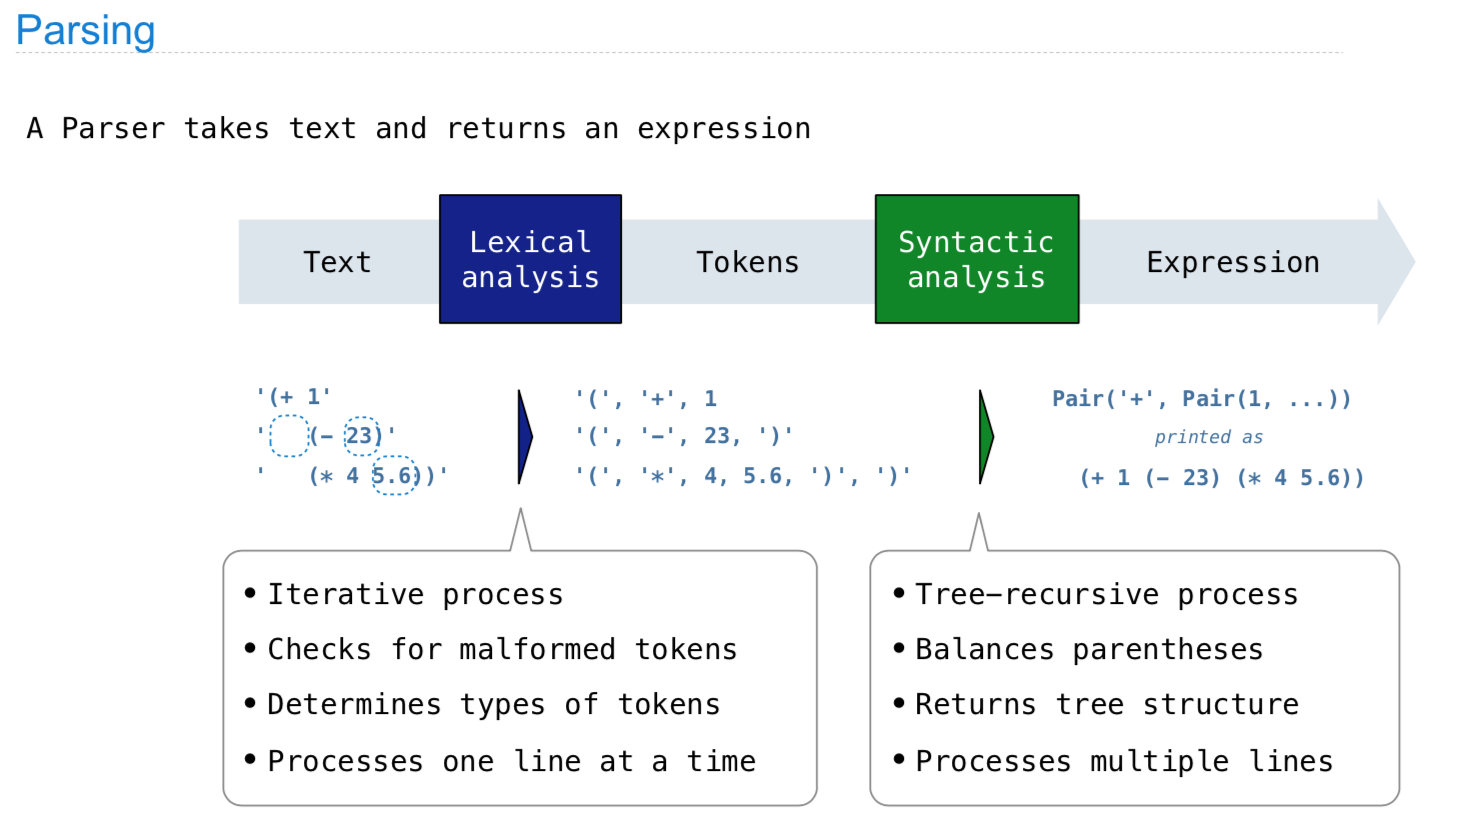 Parsing
A Parser takes text and returns an expression
Text
Lexical
analysis
Tokens
Syntactic
analysis
Expression
'(+ 1'
'   (− 23)'
'   (* 4 5.6))'
'(', '+', 1
'(', '−', 23, ')'
'(', '*', 4, 5.6, ')', ')'
Pair('+', Pair(1, ...))
printed as
(+ 1 (− 23) (* 4 5.6))
• Iterative process
• Checks for malformed tokens
• Determines types of tokens
• Processes one line at a time
• Tree−recursive process
• Balances parentheses
• Returns tree structure
• Processes multiple lines